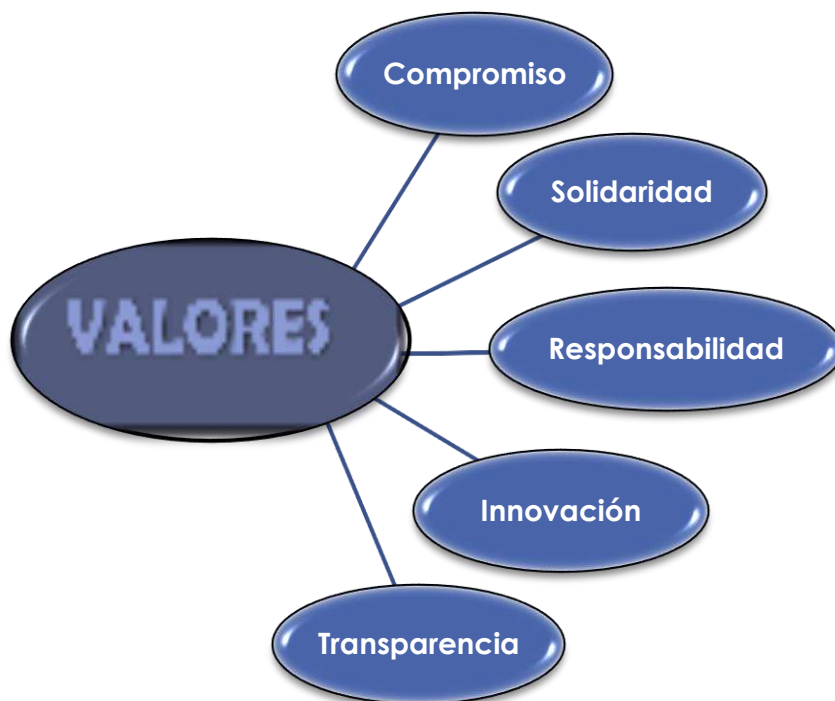 Compromiso
Solidaridad
VALORES
Responsabilidad
Innovación
Transparencia